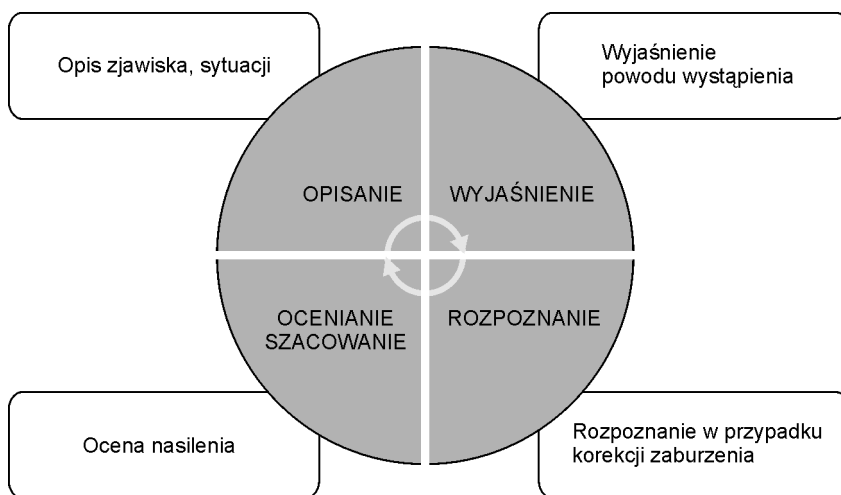 Opis zjawiska, sytuacji
Wyjaśnienie
powodu wystąpienia
OPISANIE
WYJAŚNIENIE
OCENIANIE
SZACOWANIE
ROZPOZNANIE
Ocena nasilenia
Rozpoznanie w przypadku
korekcji zaburzenia